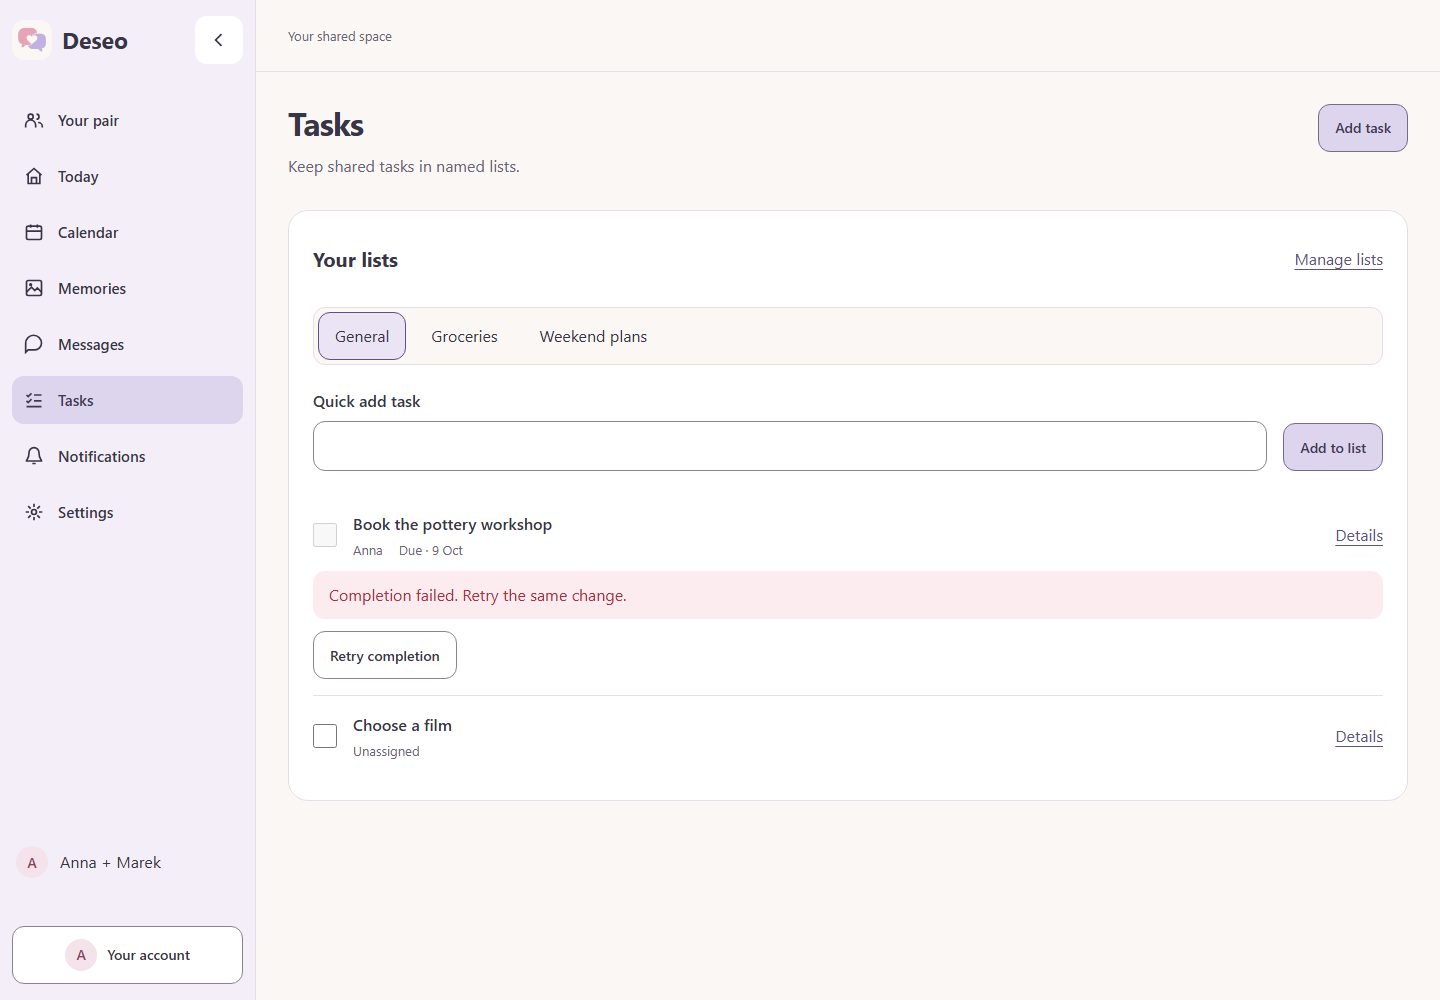 Deseo
Your shared space
Your pair
Today
Calendar
Memories
Messages
Tasks
Notifications
Settings
A
Anna + Marek
A
Your account
Tasks
Add task
Keep shared tasks in named lists.
Your lists
Manage lists
General
Groceries
Weekend plans
Quick add task
Add to list
Book the pottery workshop
Anna Due · 9 Oct
Details
Completion failed. Retry the same change.
Retry completion
Choose a film
Unassigned
Details